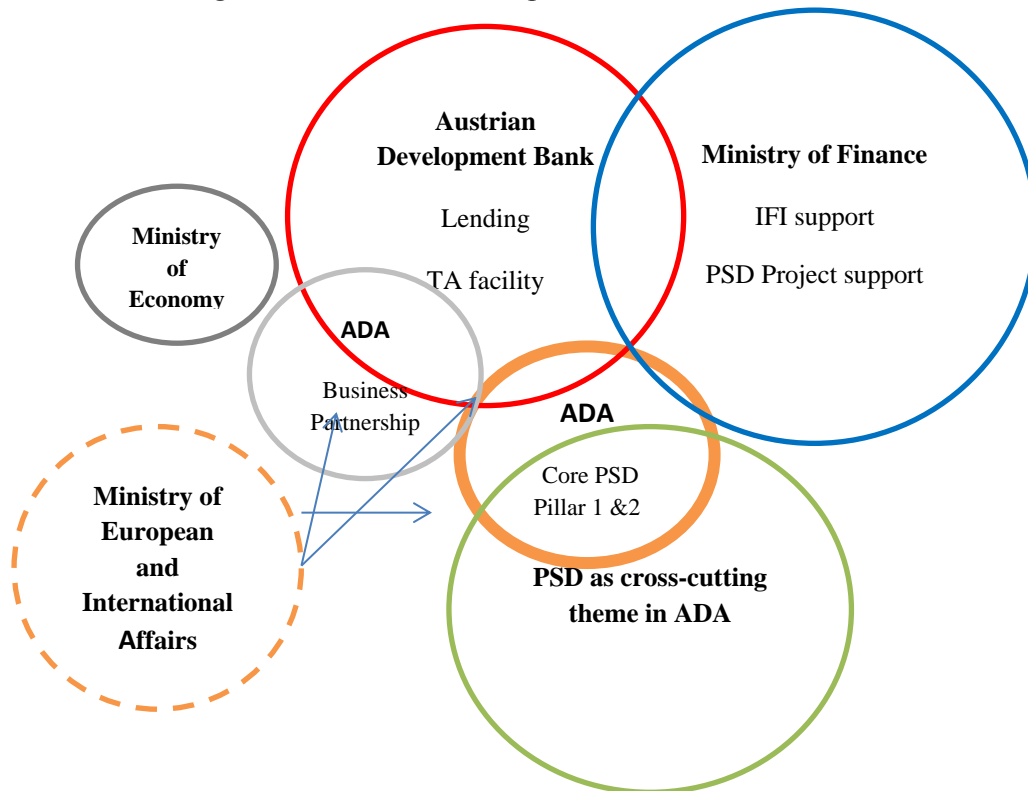 Austrian
Development Bank
Lending
TA facility
Ministry of Finance
IFI support
PSD Project support
Ministry
of
Economy
ADA
Business
Partnership
ADA
Core PSD
Pillar 1 &2
Ministry of
European
and
International
Affairs
PSD as cross-cutting
theme in ADA